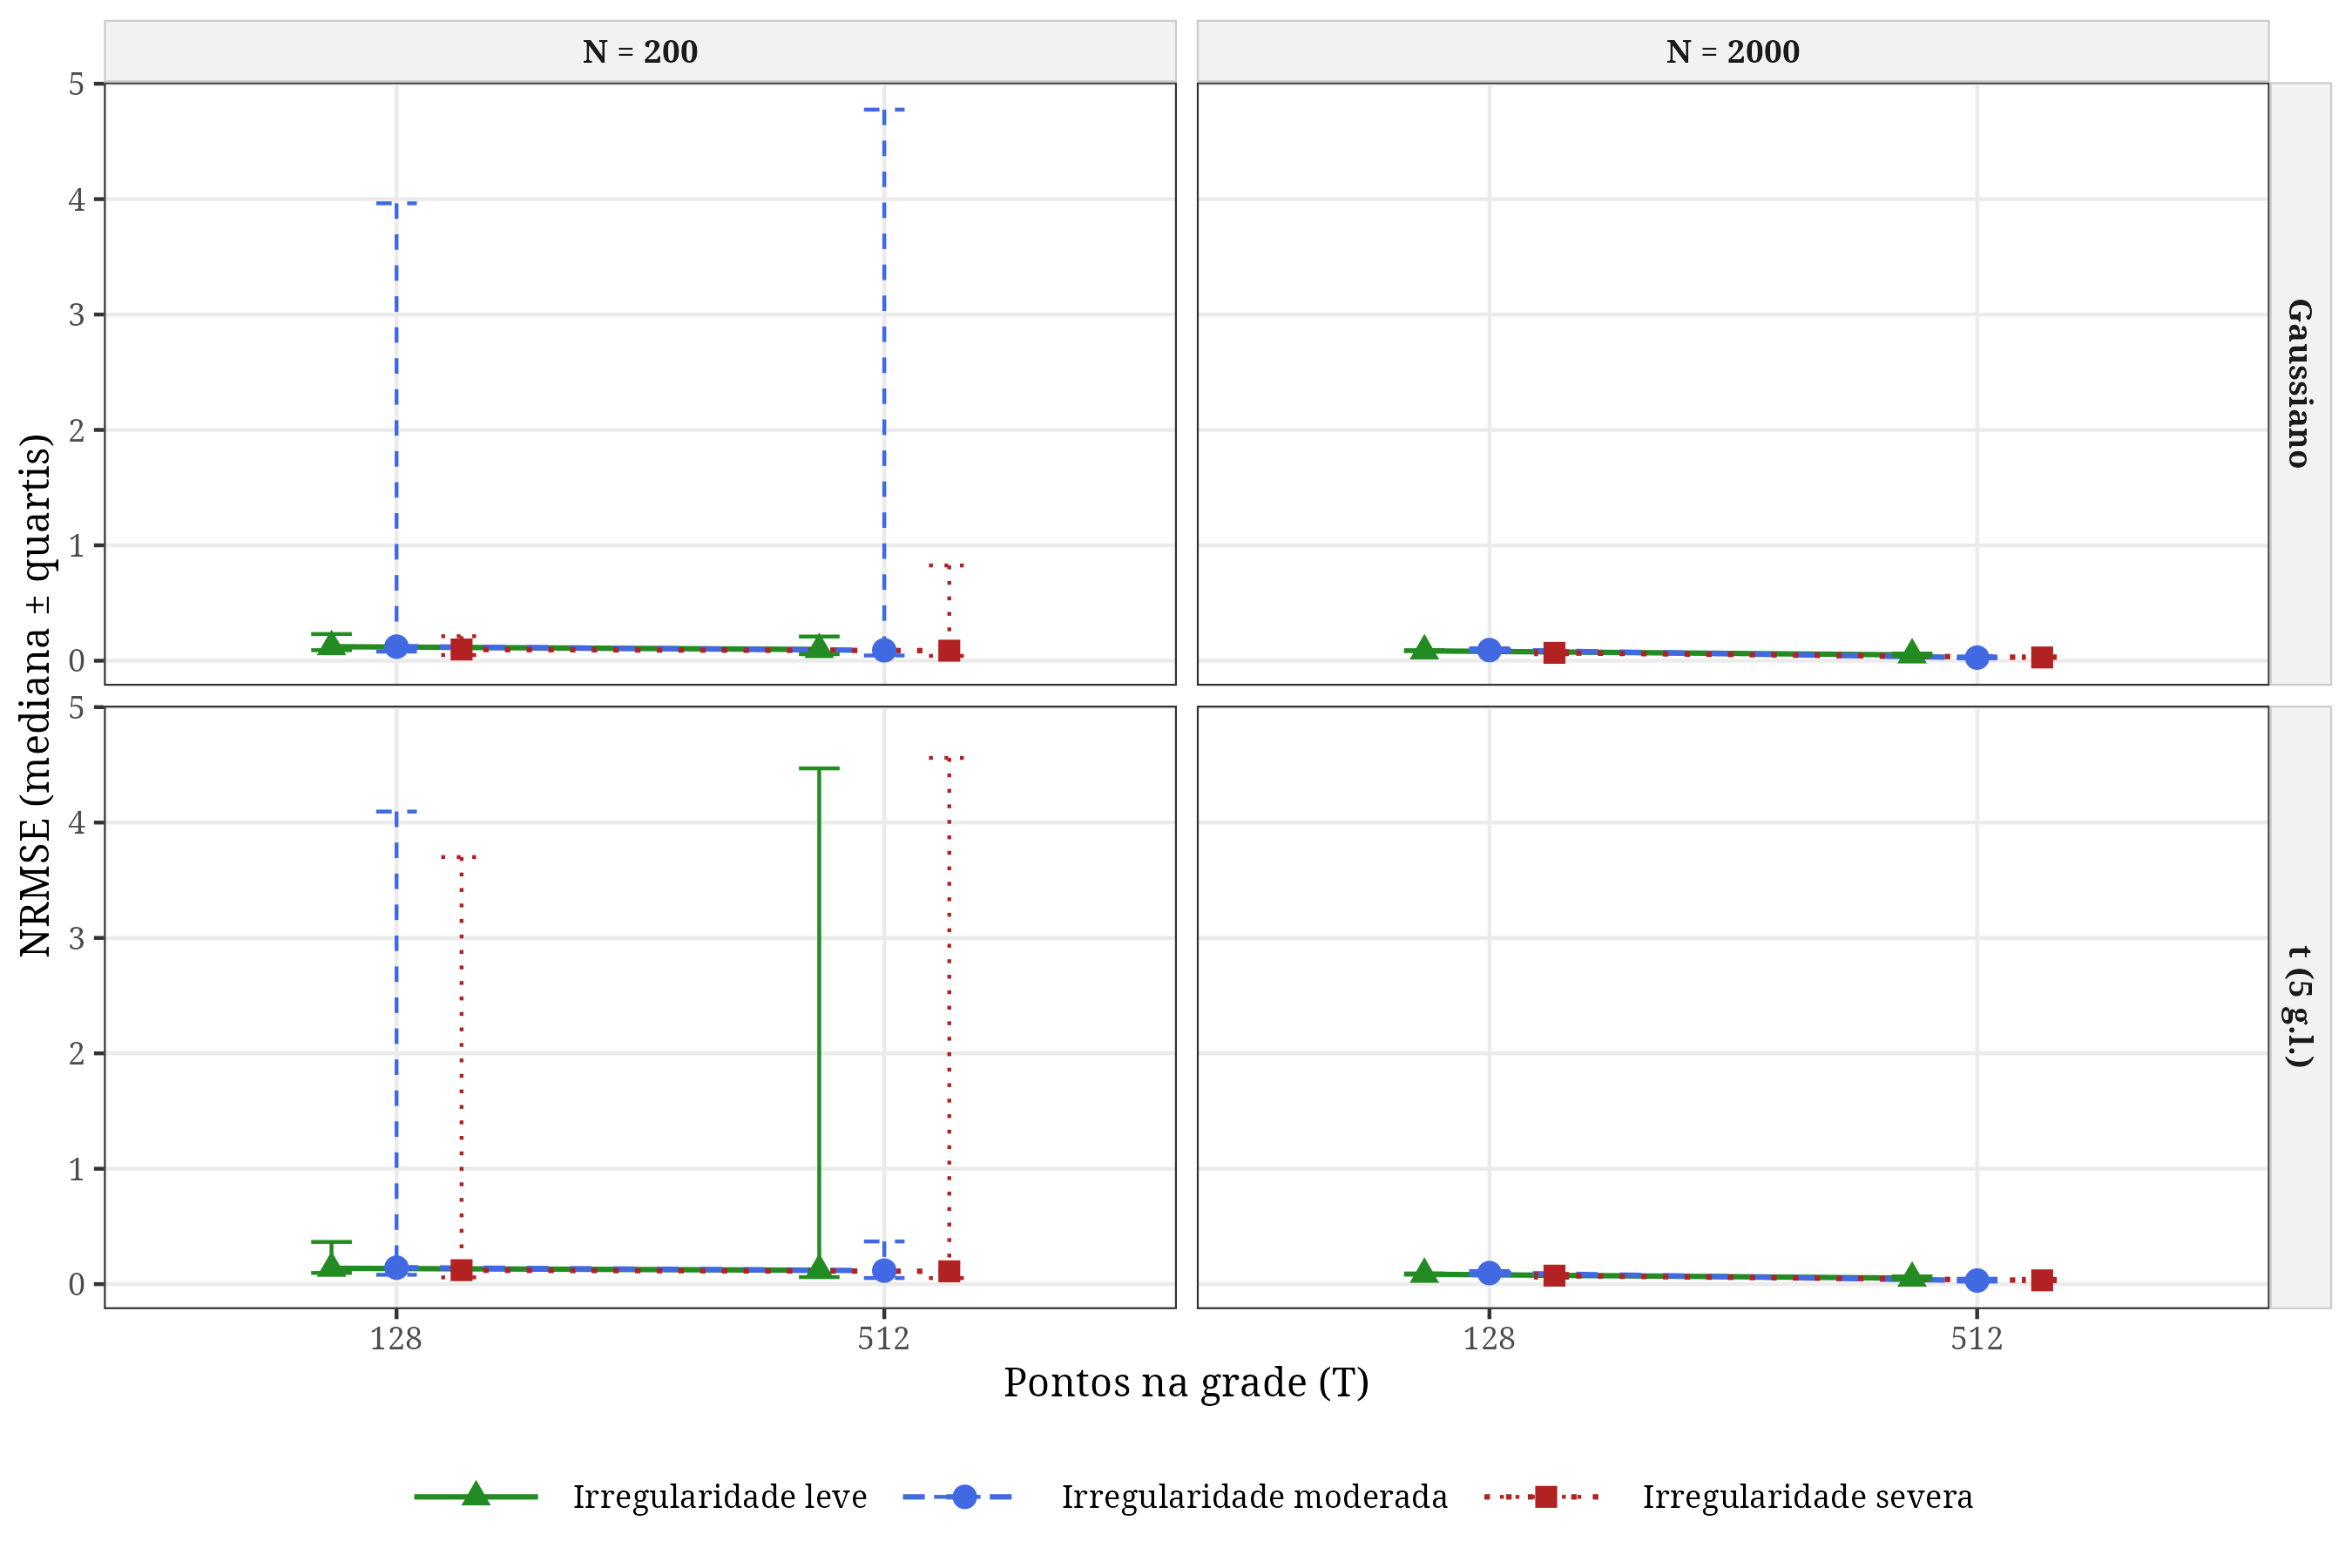 N = 200
N = 2000
5
4
3
2
1
0
Gaussiano
NRMSE (mediana ± quartis)
5
4
3
2
1
0
t (5 g.l.)
128
512
128
512
Pontos na grade (T)
Irregularidade leve
Irregularidade moderada
Irregularidade severa